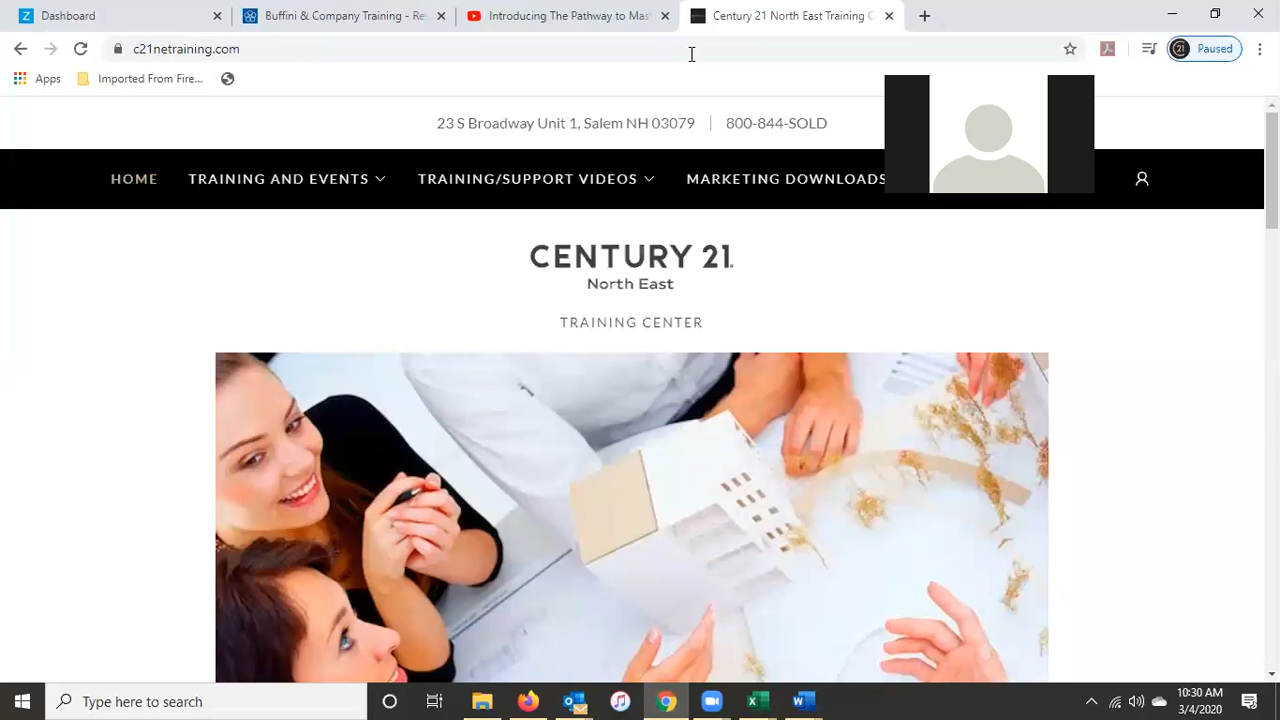 Dashboard
Buffini & Company Training - Re
Introducing The Pathway to Mast
Century 21 North East Training C
c21netraining.com
21 Paused
Apps
Imported From Fire...
23 S Broadway Unit 1, Salem NH 03079 | 800-844-SOLD
HOME
TRAINING AND EVENTS
TRAINING/SUPPORT VIDEOS
MARKETING DOWNLOADS
CENTURY 21.
North East
TRAINING CENTER
Type here to search
10:30 AM
3/4/2020